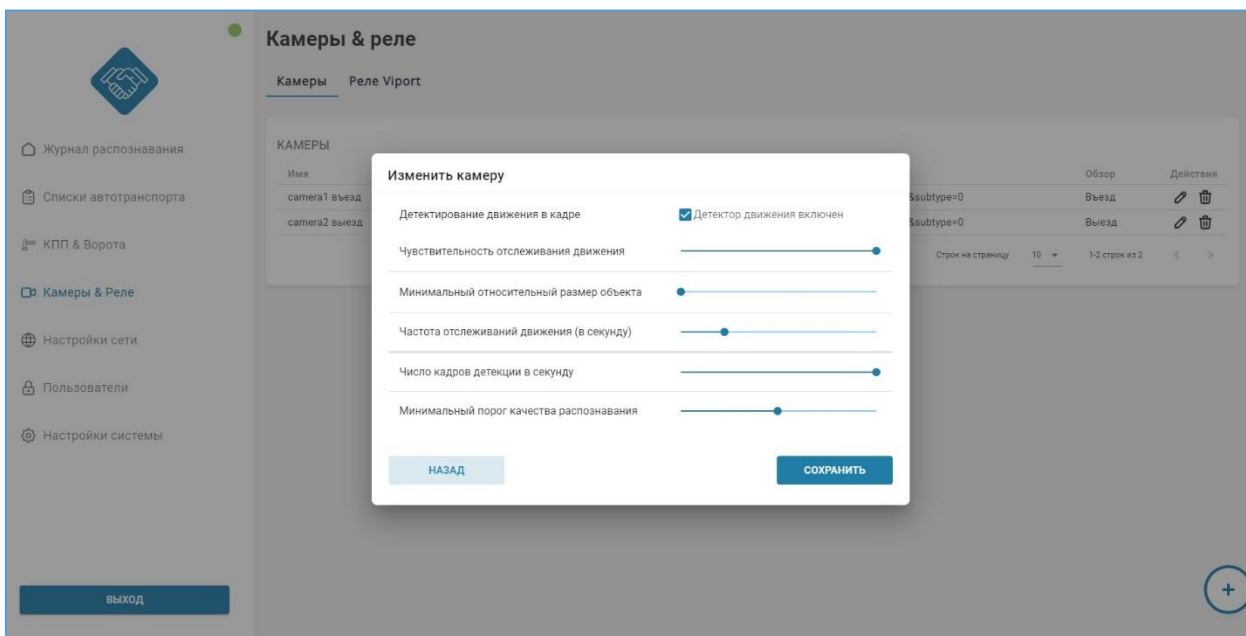 Камеры & реле
Камеры Реле Viport
Журнал распознавания
Списки автотранспорта
КПП & Ворота
Камеры & Реле
Настройки сети
Пользователи
Настройки системы
ВЫХОД
КАМЕРЫ
Имя Обзор Действия
camera1 въезд &subtype=0 Въезд
camera2 выезд &subtype=0 Выезд
Строк на страницу 10 1-2 строк из 2
Изменить камеру
Детектирование движения в кадре Детектор движения включен
Чувствительность отслеживания движения
Минимальный относительный размер объекта
Частота отслеживаний движения (в секунду)
Число кадров детекции в секунду
Минимальный порог качества распознавания
НАЗАД СОХРАНИТЬ